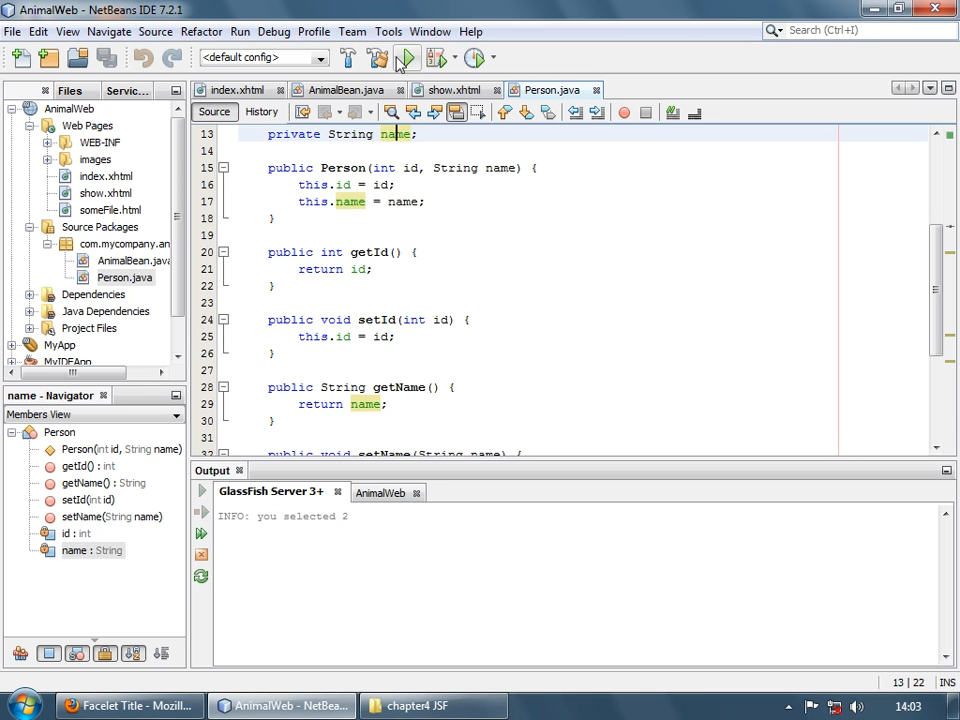 AnimalWeb - NetBeans IDE 7.2.1
File Edit View Navigate Source Refactor Run Debug Profile Team Tools Window Help
Search (Ctrl+I)
<default config>
Files Servic...
index.xhtml AnimalBean.java show.xhtml Person.java
Source History
AnimalWeb
Web Pages
WEB-INF
images
index.xhtml
show.xhtml
someFile.html
Source Packages
com.mycompany.an
AnimalBean.java
Person.java
Dependencies
Java Dependencies
Project Files
MyApp
MyIDEApp
13 private String name;
14
15 public Person(int id, String name) {
16 this.id = id;
17 this.name = name;
18 }
19
20 public int getId() {
21 return id;
22 }
23
24 public void setId(int id) {
25 this.id = id;
26 }
27
28 public String getName() {
29 return name;
30 }
31
32 public void setName(String name) {
name - Navigator
Members View
Person
Person(int id, String name)
getId() : int
getName() : String
setId(int id)
setName(String name)
id : int
name : String
Output
GlassFish Server 3+ AnimalWeb
INFO: you selected 2
13 | 22 INS
Facelet Title - Mozill...
AnimalWeb - NetBea...
chapter4 JSF
14:03